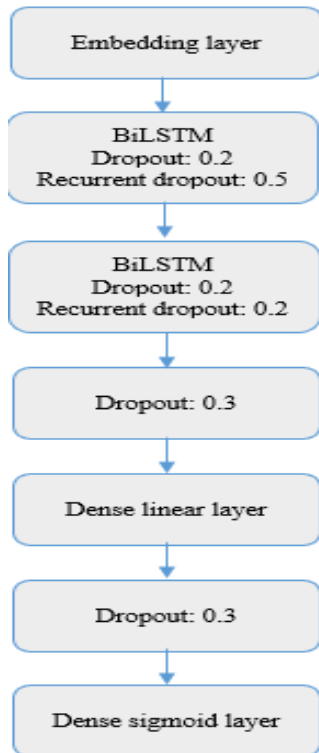 Embedding layer
BiLSTM
Dropout: 0.2
Recurrent dropout: 0.5
BiLSTM
Dropout: 0.2
Recurrent dropout: 0.2
Dropout: 0.3
Dense linear layer
Dropout: 0.3
Dense sigmoid layer